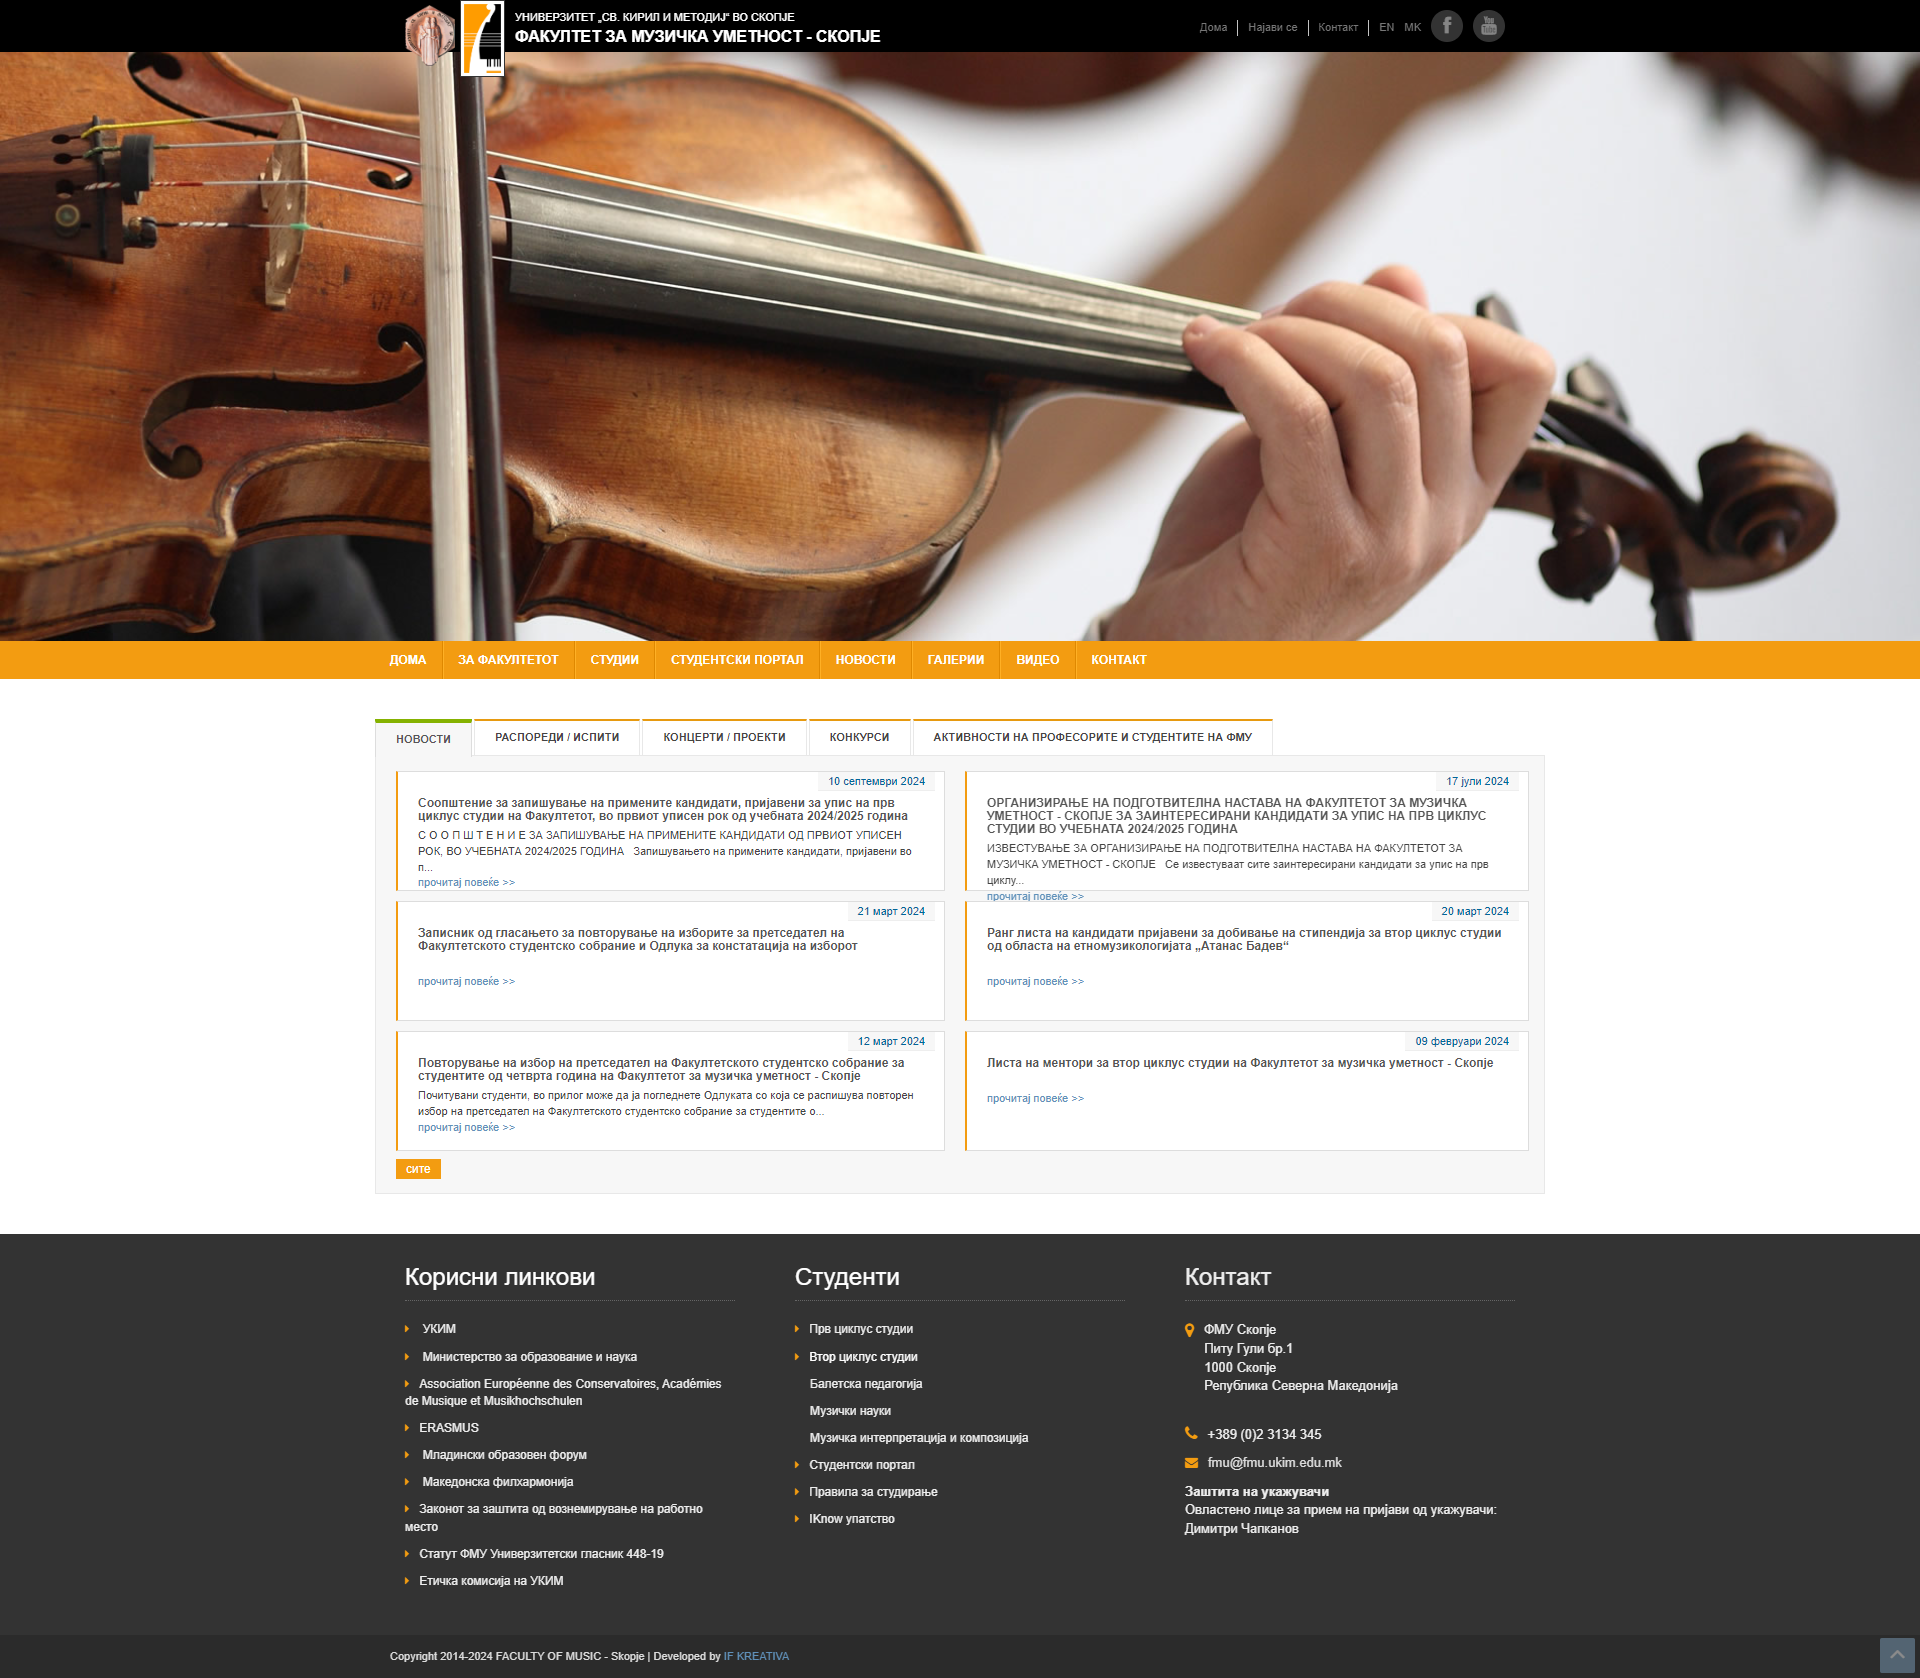 УНИВЕРЗИТЕТ „СВ. КИРИЛ И МЕТОДИЈ“ ВО СКОПЈЕ
ФАКУЛТЕТ ЗА МУЗИЧКА УМЕТНОСТ - СКОПЈЕ
Дома
Најави се
Контакт
EN
MK
You
Tube
ДОМА
ЗА ФАКУЛТЕТОТ
СТУДИИ
СТУДЕНТСКИ ПОРТАЛ
НОВОСТИ
ГАЛЕРИИ
ВИДЕО
КОНТАКТ
НОВОСТИ
РАСПОРЕДИ / ИСПИТИ
КОНЦЕРТИ / ПРОЕКТИ
КОНКУРСИ
АКТИВНОСТИ НА ПРОФЕСОРИТЕ И СТУДЕНТИТЕ НА ФМУ
10 септември 2024
Соопштение за запишување на примените кандидати, пријавени за упис на прв
циклус студии на Факултетот, во првиот уписен рок од учебната 2024/2025 година
С О О П Ш Т Е Н И Е ЗА ЗАПИШУВАЊЕ НА ПРИМЕНИТЕ КАНДИДАТИ ОД ПРВИОТ УПИСЕН
РОК, ВО УЧЕБНАТА 2024/2025 ГОДИНА   Запишувањето на примените кандидати, пријавени во
п...
прочитај повеќе >>
17 јули 2024
ОРГАНИЗИРАЊЕ НА ПОДГОТВИТЕЛНА НАСТАВА НА ФАКУЛТЕТОТ ЗА МУЗИЧКА
УМЕТНОСТ - СКОПЈЕ ЗА ЗАИНТЕРЕСИРАНИ КАНДИДАТИ ЗА УПИС НА ПРВ ЦИКЛУС
СТУДИИ ВО УЧЕБНАТА 2024/2025 ГОДИНА
ИЗВЕСТУВАЊЕ ЗА ОРГАНИЗИРАЊЕ НА ПОДГОТВИТЕЛНА НАСТАВА НА ФАКУЛТЕТОТ ЗА
МУЗИЧКА УМЕТНОСТ - СКОПЈЕ   Се известуваат сите заинтересирани кандидати за упис на прв
циклу...
прочитај повеќе >>
21 март 2024
Записник од гласањето за повторување на изборите за претседател на
Факултетското студентско собрание и Одлука за констатација на изборот
прочитај повеќе >>
20 март 2024
Ранг листа на кандидати пријавени за добивање на стипендија за втор циклус студии
од област на етномузикологијата „Атанас Бадев“
прочитај повеќе >>
12 март 2024
Повторување на избор на претседател на Факултетското студентско собрание за
студентите од четврта година на Факултетот за музичка уметност - Скопје
Почитувани студенти, во прилог може да ја погледнете Одлуката со која се распишува повторен
избор на претседател на Факултетското студентско собрание за студентите о...
прочитај повеќе >>
09 февруари 2024
Листа на ментори за втор циклус студии на Факултетот за музичка уметност - Скопје
прочитај повеќе >>
сите
Корисни линкови
УКИМ
Министерство за образование и наука
Association Européenne des Conservatoires, Académies
de Musique et Musikhochschulen
ERASMUS
Младински образовен форум
Македонска филхармонија
Законот за заштита од вознемирување на работно
место
Статут ФМУ Универзитетски гласник 448-19
Етичка комисија на УКИМ
Студенти
Прв циклус студии
Втор циклус студии
Балетска педагогија
Музички науки
Музичка интерпретација и композиција
Студентски портал
Правила за студирање
IKnow упатство
Контакт
ФМУ Скопје
Питу Гули бр.1
1000 Скопје
Република Северна Македонија
+389 (0)2 3134 345
fmu@fmu.ukim.edu.mk
Заштита на укажувачи
Овластено лице за прием на пријави од укажувачи:
Димитри Чапканов
Copyright 2014-2024 FACULTY OF MUSIC - Skopje | Developed by IF KREATIVA